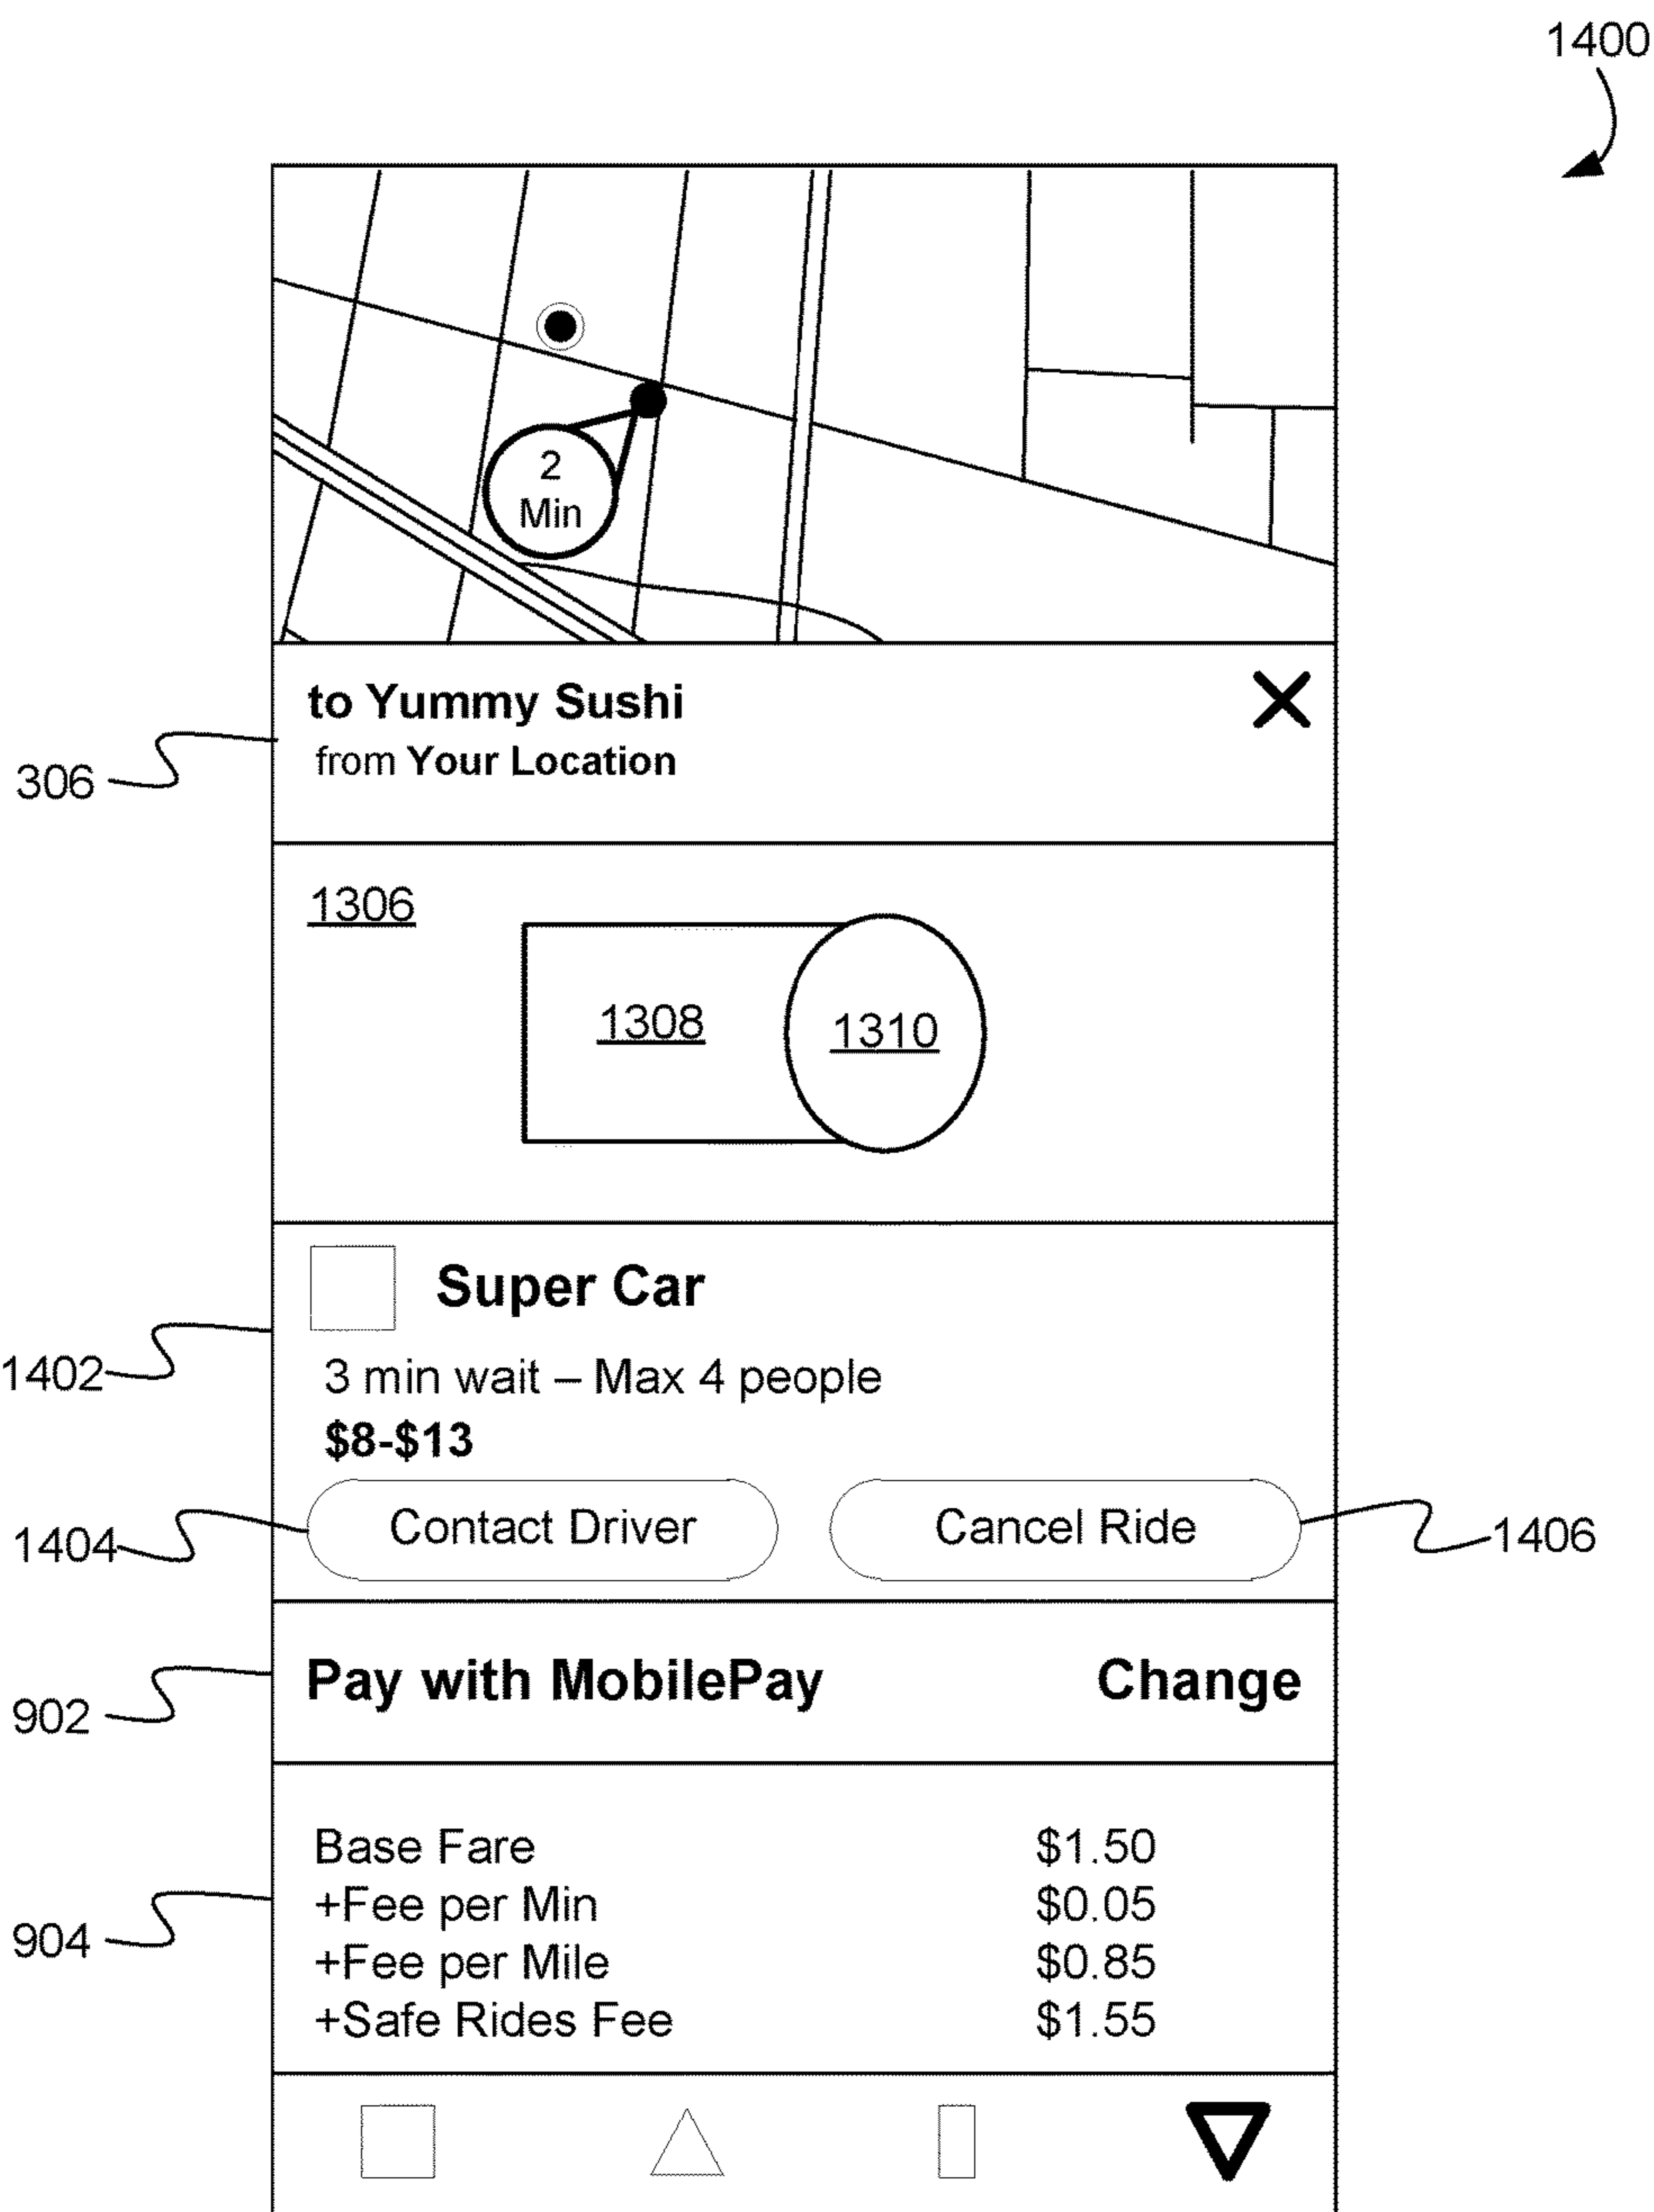 1400
2
Min
to Yummy Sushi
from Your Location
306
1306
1308
1310
Super Car
1402
3 min wait – Max 4 people
$8-$13
Contact Driver
Cancel Ride
1404
1406
Pay with MobilePay Change
902
Base Fare $1.50
+Fee per Min $0.05
904
+Fee per Mile $0.85
+Safe Rides Fee $1.55